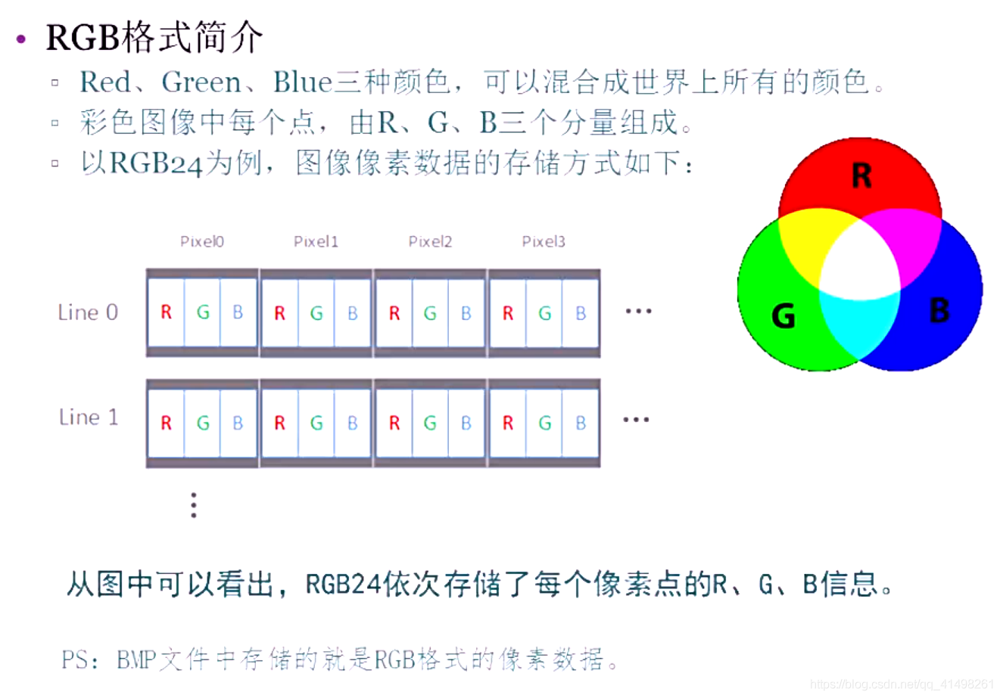 • RGB格式简介
▫ Red、Green、Blue三种颜色，可以混合成世界上所有的颜色。
▫ 彩色图像中每个点，由R、G、B三个分量组成。
▫ 以RGB24为例，图像像素数据的存储方式如下：
R
G
B
Pixel0 Pixel1 Pixel2 Pixel3
Line 0 R G B R G B R G B R G B ...
Line 1 R G B R G B R G B R G B ...
⋮
从图中可以看出，RGB24依次存储了每个像素点的R、G、B信息。
PS：BMP文件中存储的就是RGB格式的像素数据。
https://blog.csdn.net/qq_41498261